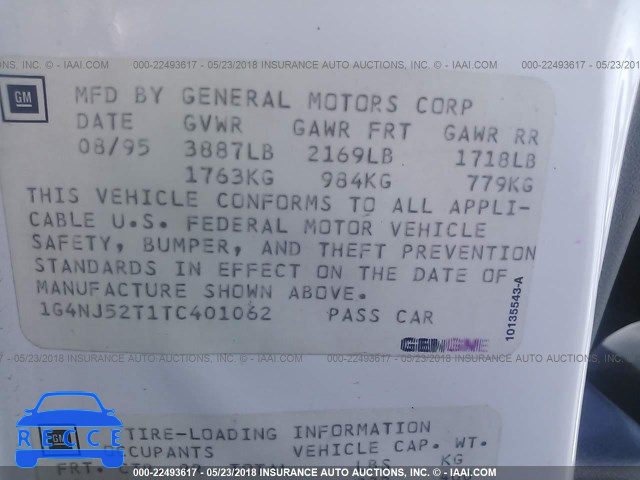 000-22493617 - 05/23/2018 INSURANCE AUTO AUCTIONS - © - IAAI.COM
GM
MFD BY GENERAL MOTORS CORP
DATE GVWR GAWR FRT GAWR RR
08/95 3887LB 2169LB 1718LB
1763KG 984KG 779KG
THIS VEHICLE CONFORMS TO ALL APPLI-
CABLE U.S. FEDERAL MOTOR VEHICLE
SAFETY, BUMPER, AND THEFT PREVENTION
STANDARDS IN EFFECT ON THE DATE OF
MANUFACTURE SHOWN ABOVE.
1G4NJ52T1TC401062 PASS CAR
GENUINE
10135543-A
000-22493617 - 05/23/2018 INSURANCE AUTO AUCTIONS - © - IAAI.COM
TIRE-LOADING INFORMATION
OCCUPANTS VEHICLE CAP. WT.
FRT. CTR. TOTAL LBS KG
RECCE
000-22493617 - 05/23/2018 INSURANCE AUTO AUCTIONS - © - IAAI.COM